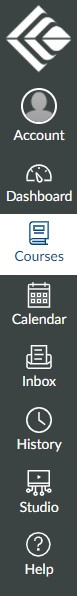 Account
Dashboard
Courses
Calendar
Inbox
History
Studio
Help